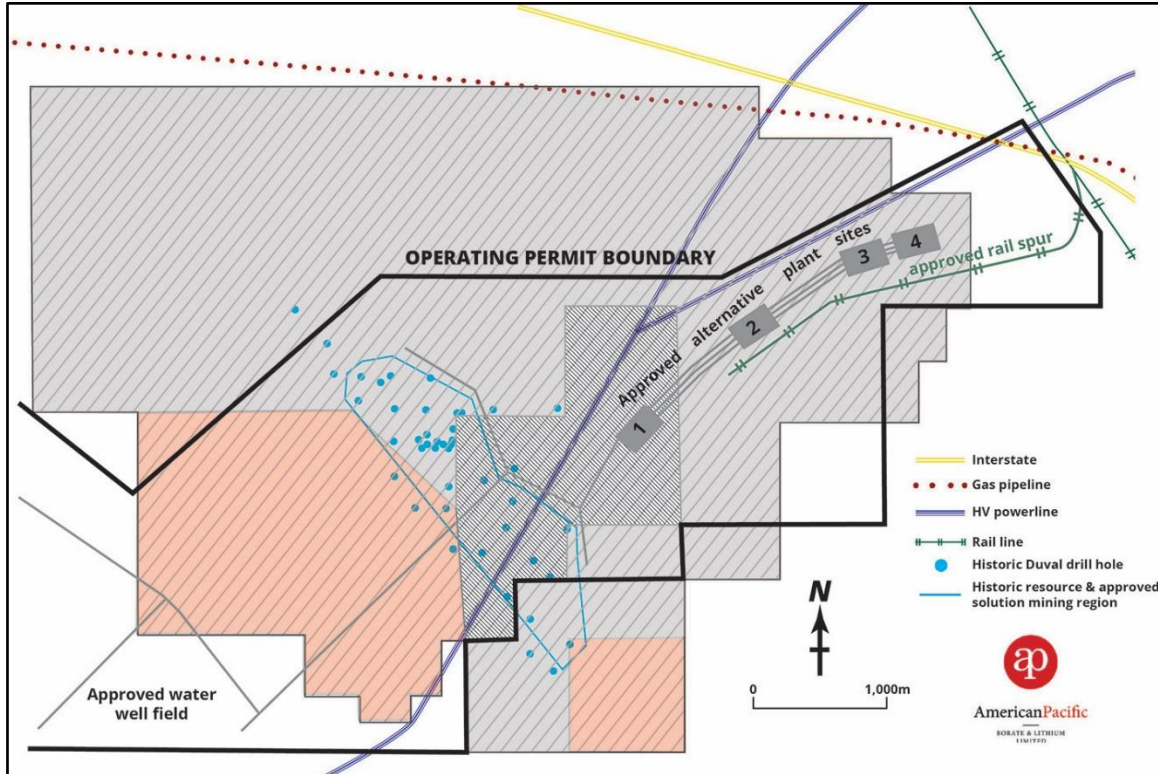 OPERATING PERMIT BOUNDARY
Approved alternative plant sites
1
2
3
4
approved rail spur
Approved water
well field
Interstate
Gas pipeline
HV powerline
Rail line
Historic Duval drill hole
Historic resource & approved
solution mining region
N
0 1,000m
ap
AmericanPacific
BORATE & LITHIUM
LIMITED